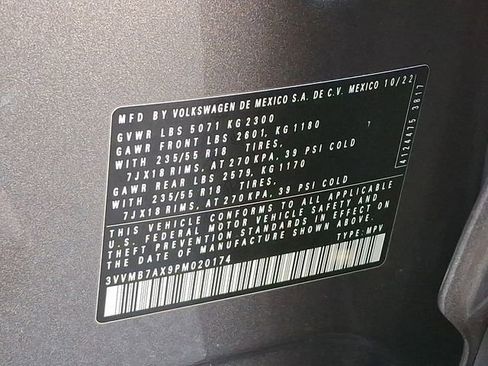 MFD BY VOLKSWAGEN DE MEXICO S.A. DE C.V. MEXICO 10/22
GVWR LBS 5071 KG 2300
GAWR FRONT LBS 2601, KG 1180
WITH 235/55 R18 TIRES,
7JX18 RIMS, AT 270 KPA, 39 PSI COLD
GAWR REAR LBS 2579, KG 1170
WITH 235/55 R18 TIRES,
7JX18 RIMS, AT 270 KPA, 39 PSI COLD
THIS VEHICLE CONFORMS TO ALL APPLICABLE
U.S. FEDERAL MOTOR VEHICLE SAFETY AND
THEFT PREVENTION STANDARDS IN EFFECT ON
THE DATE OF MANUFACTURE SHOWN ABOVE.
3VVMB7AX9PM020174 TYPE: MPV
4124475 3817